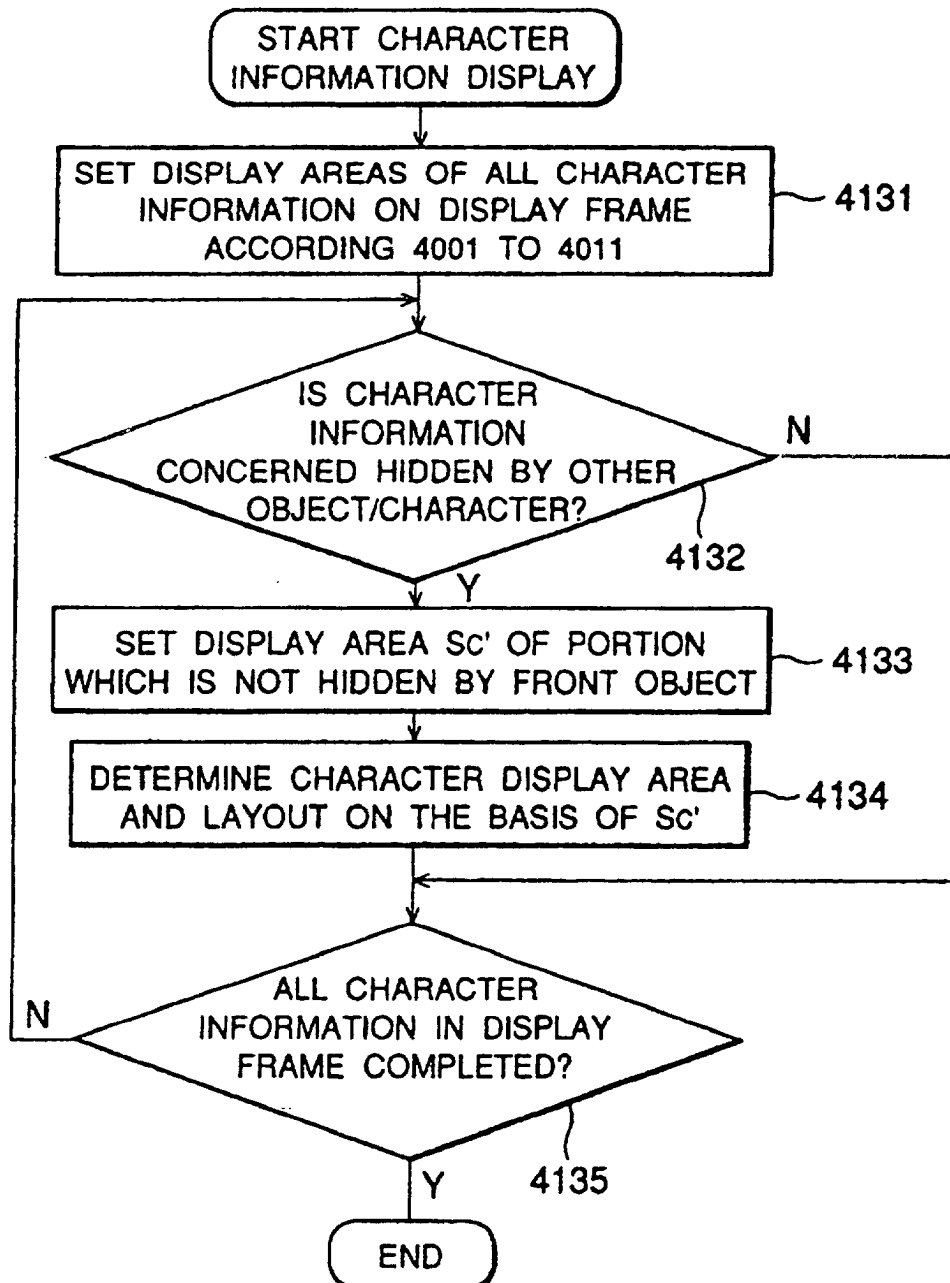 START CHARACTER
INFORMATION DISPLAY
SET DISPLAY AREAS OF ALL CHARACTER
INFORMATION ON DISPLAY FRAME
ACCORDING 4001 TO 4011
4131
IS CHARACTER
INFORMATION
CONCERNED HIDDEN BY OTHER
OBJECT/CHARACTER?
N
4132
Y
SET DISPLAY AREA SC' OF PORTION
WHICH IS NOT HIDDEN BY FRONT OBJECT
4133
DETERMINE CHARACTER DISPLAY AREA
AND LAYOUT ON THE BASIS OF SC'
4134
ALL CHARACTER
INFORMATION IN DISPLAY
FRAME COMPLETED?
N
4135
Y
END